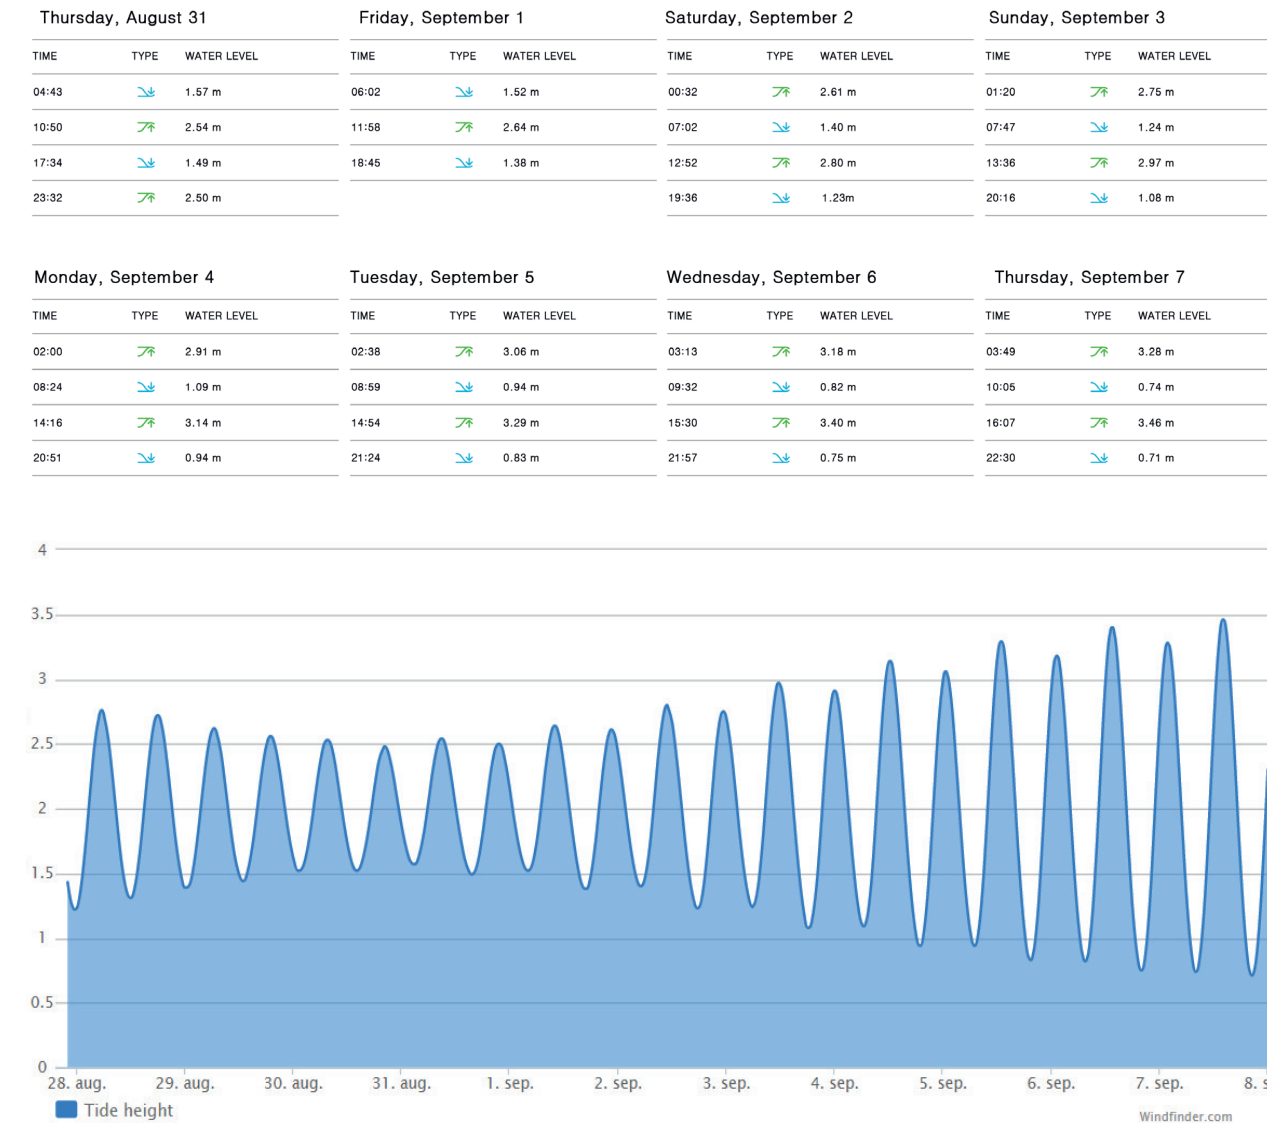 Thursday, August 31
Friday, September 1
Saturday, September 2
Sunday, September 3
TIME TYPE WATER LEVEL
TIME TYPE WATER LEVEL
TIME TYPE WATER LEVEL
TIME TYPE WATER LEVEL
04:43 1.57 m
06:02 1.52 m
00:32 2.61 m
01:20 2.75 m
10:50 2.54 m
11:58 2.64 m
07:02 1.40 m
07:47 1.24 m
17:34 1.49 m
18:45 1.38 m
12:52 2.80 m
13:36 2.97 m
23:32 2.50 m
19:36 1.23m
20:16 1.08 m
Monday, September 4
Tuesday, September 5
Wednesday, September 6
Thursday, September 7
TIME TYPE WATER LEVEL
TIME TYPE WATER LEVEL
TIME TYPE WATER LEVEL
TIME TYPE WATER LEVEL
02:00 2.91 m
02:38 3.06 m
03:13 3.18 m
03:49 3.28 m
08:24 1.09 m
08:59 0.94 m
09:32 0.82 m
10:05 0.74 m
14:16 3.14 m
14:54 3.29 m
15:30 3.40 m
16:07 3.46 m
20:51 0.94 m
21:24 0.83 m
21:57 0.75 m
22:30 0.71 m
4
3.5
3
2.5
2
1.5
1
0.5
0
28. aug. 29. aug. 30. aug. 31. aug. 1. sep. 2. sep. 3. sep. 4. sep. 5. sep. 6. sep. 7. sep. 8.
Tide height
Windfinder.com